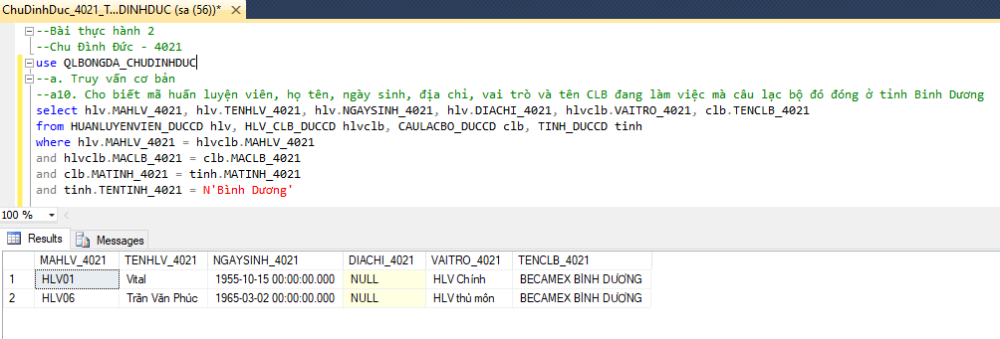 ChuDinhDuc_4021_T...DINHDUC (sa (56))* ×
--Bài thực hành 2
--Chu Đình Đức - 4021
use QLBONGDA_CHUDINHDUC
--a. Truy vấn cơ bản
--a10. Cho biết mã huấn luyện viên, họ tên, ngày sinh, địa chỉ, vai trò và tên CLB đang làm việc mà câu lạc bộ đó đóng ở tỉnh Bình Dương
select hlv.MAHLV_4021, hlv.TENHLV_4021, hlv.NGAYSINH_4021, hlv.DIACHI_4021, hlvclb.VAITRO_4021, clb.TENCLB_4021
from HUANLUYENVIEN_DUCCD hlv, HLV_CLB_DUCCD hlvclb, CAULACBO_DUCCD clb, TINH_DUCCD tinh
where hlv.MAHLV_4021 = hlvclb.MAHLV_4021
and hlvclb.MACLB_4021 = clb.MACLB_4021
and clb.MATINH_4021 = tinh.MATINH_4021
and tinh.TENTINH_4021 = N'Bình Dương'
100 %
Results Messages
MAHLV_4021 TENHLV_4021 NGAYSINH_4021 DIACHI_4021 VAITRO_4021 TENCLB_4021
1 HLV01 Vital 1955-10-15 00:00:00.000 NULL HLV Chính BECAMEX BÌNH DƯƠNG
2 HLV06 Trần Văn Phúc 1965-03-02 00:00:00.000 NULL HLV thủ môn BECAMEX BÌNH DƯƠNG